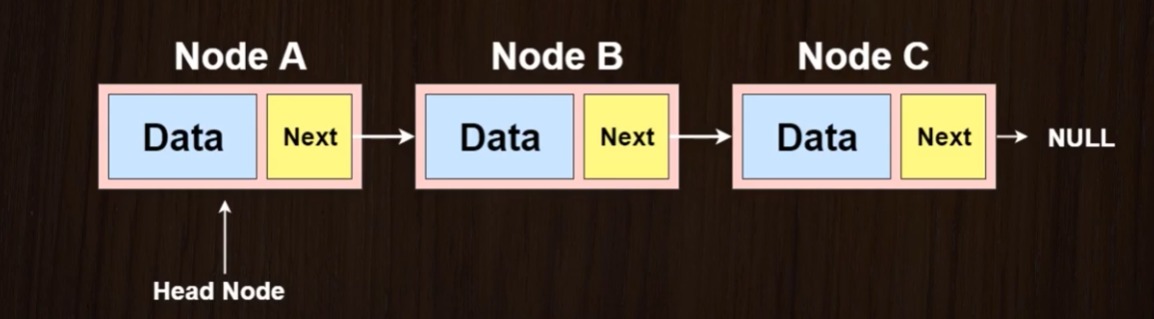 Node A
Node B
Node C
Data
Next
Data
Next
Data
Next
NULL
Head Node